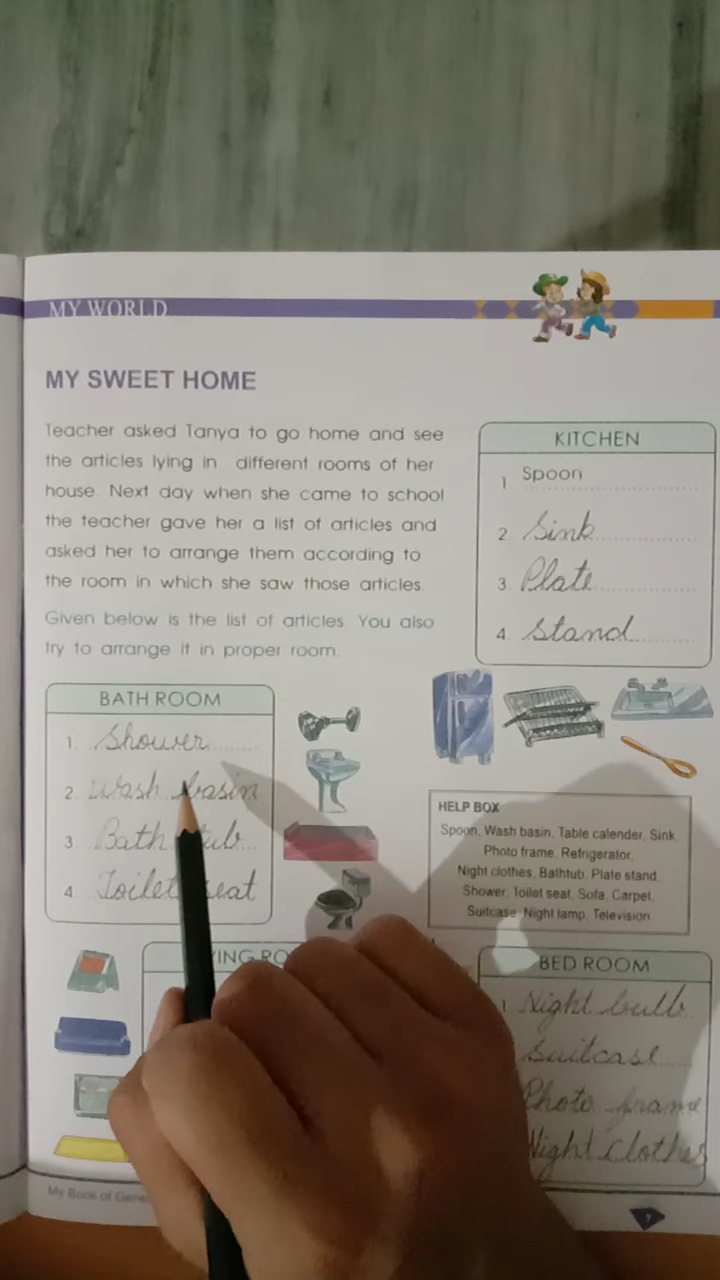 MY WORLD
MY SWEET HOME
Teacher asked Tanya to go home and see
the articles lying in different rooms of her
house. Next day when she came to school
the teacher gave her a list of articles and
asked her to arrange them according to
the room in which she saw those articles.
Given below is the list of articles. You also
try to arrange it in proper room.
KITCHEN
1 Spoon
2. Sink
3. Plate
4. Stand
BATH ROOM
1. Shower
2. Wash basin
3 Bath tub
4. Toilet seat
HELP BOX
Spoon, Wash basin, Table calender, Sink
Photo frame, Refrigerator,
Night clothes, Bathtub, Plate stand,
Shower, Toilet seat, Sofa, Carpet,
Suitcase, Night lamp, Television
BED ROOM
1 Night bulb
Suitcase
Photo frame
Night Clothes
My Book of
7